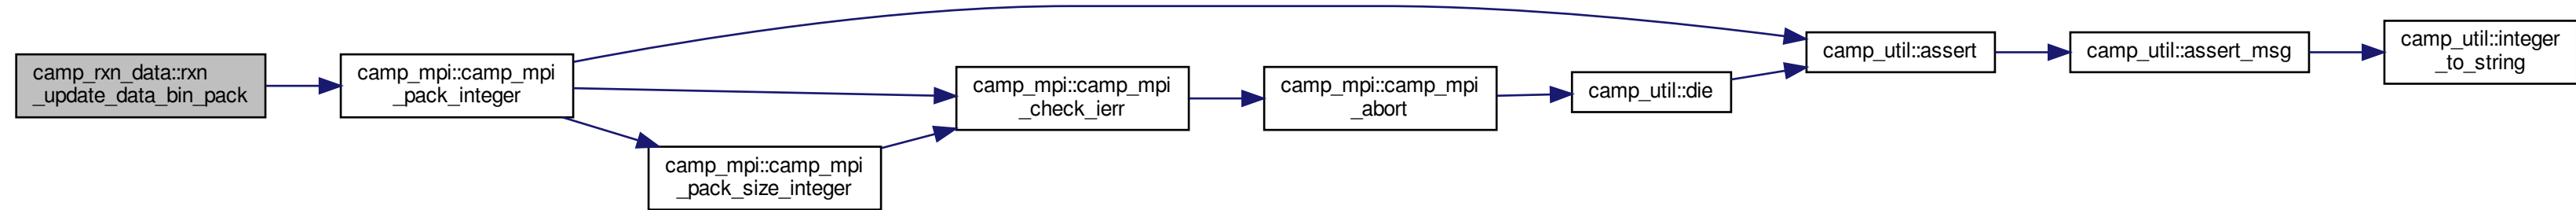 camp_rxn_data::rxn
_update_data_bin_pack
camp_mpi::camp_mpi
_pack_integer
camp_mpi::camp_mpi
_pack_size_integer
camp_mpi::camp_mpi
_check_ierr
camp_mpi::camp_mpi
_abort
camp_util::die
camp_util::assert
camp_util::assert_msg
camp_util::integer
_to_string